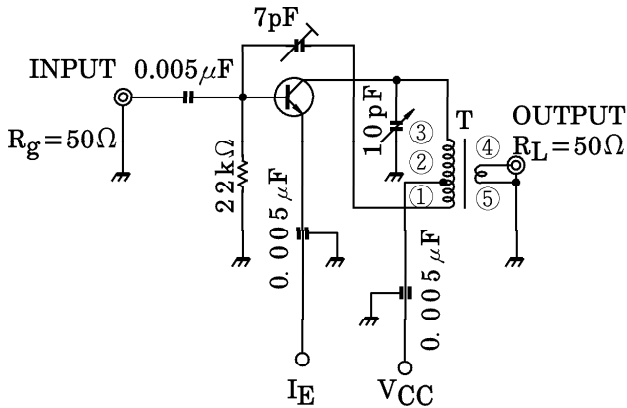 7pF
INPUT 0.005μF
Rg=50Ω
22kΩ
0.005μF
10pF
③
②
①
T
④
⑤
OUTPUT
RL=50Ω
0.005μF
IE
VCC